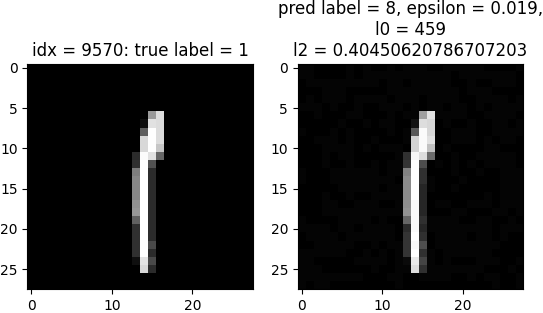 idx = 9570: true label = 1
0
5
10
15
20
25
0 10 20
pred label = 8, epsilon = 0.019,
l0 = 459
l2 = 0.40450620786707203
0
5
10
15
20
25
0 10 20